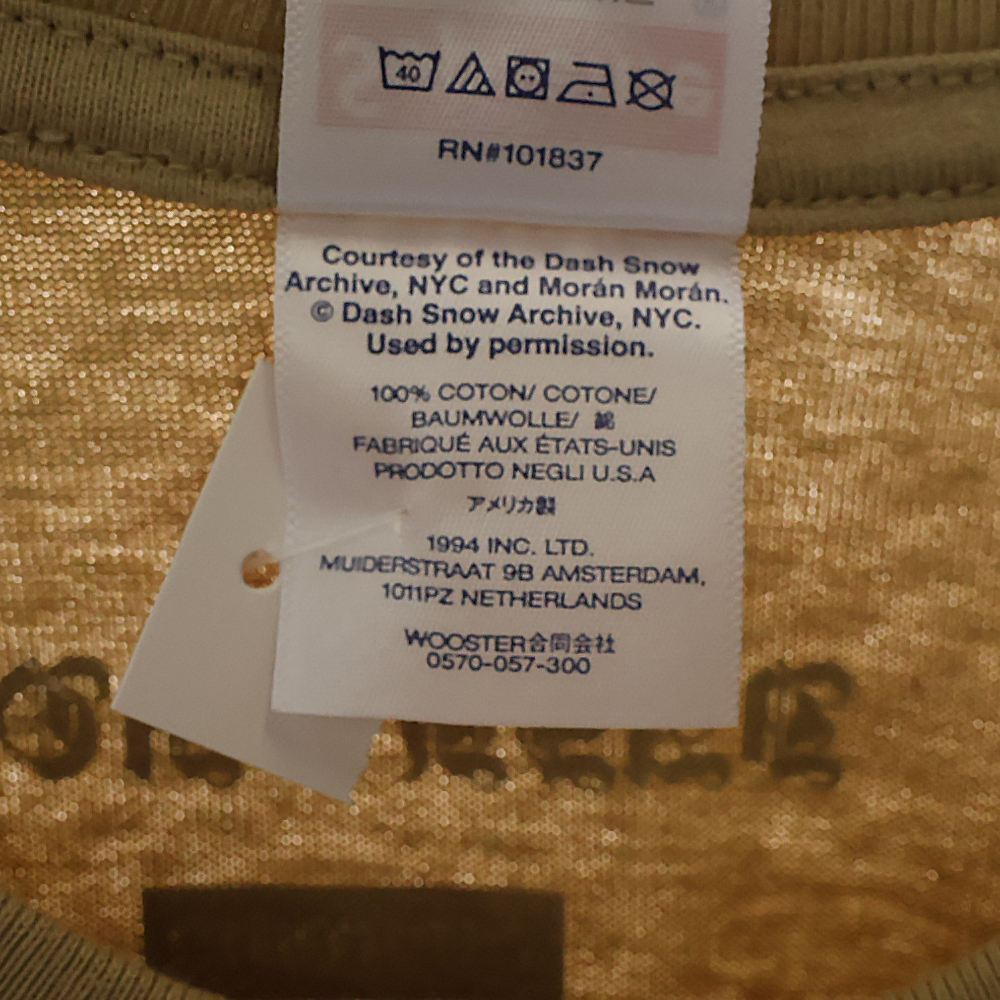 40
RN#101837
Courtesy of the Dash Snow
Archive, NYC and Morán Morán.
© Dash Snow Archive, NYC.
Used by permission.
100% COTON/ COTONE/
BAUMWOLLE/ 綿
FABRIQUÉ AUX ÉTATS-UNIS
PRODOTTO NEGLI U.S.A
アメリカ製
1994 INC. LTD.
MUIDERSTRAAT 9B AMSTERDAM,
1011PZ NETHERLANDS
WOOSTER合同会社
0570-057-300